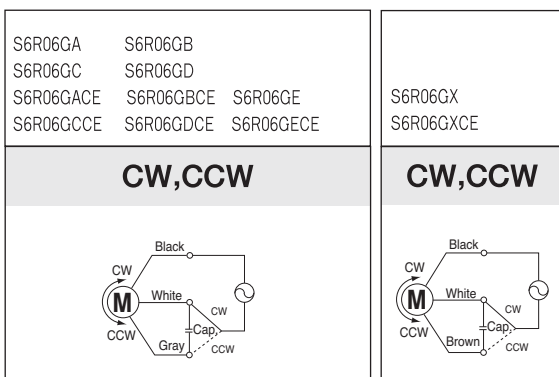 S6R06GA S6R06GB
S6R06GC S6R06GD
S6R06GACE S6R06GBCE S6R06GE
S6R06GCCE S6R06GDCE S6R06GECE
CW,CCW
Black
CW
M
White
CW
Cap.
CCW
Gray
CCW
S6R06GX
S6R06GXCE
CW,CCW
Black
CW
M
White
CW
Cap.
CCW
Brown
CCW